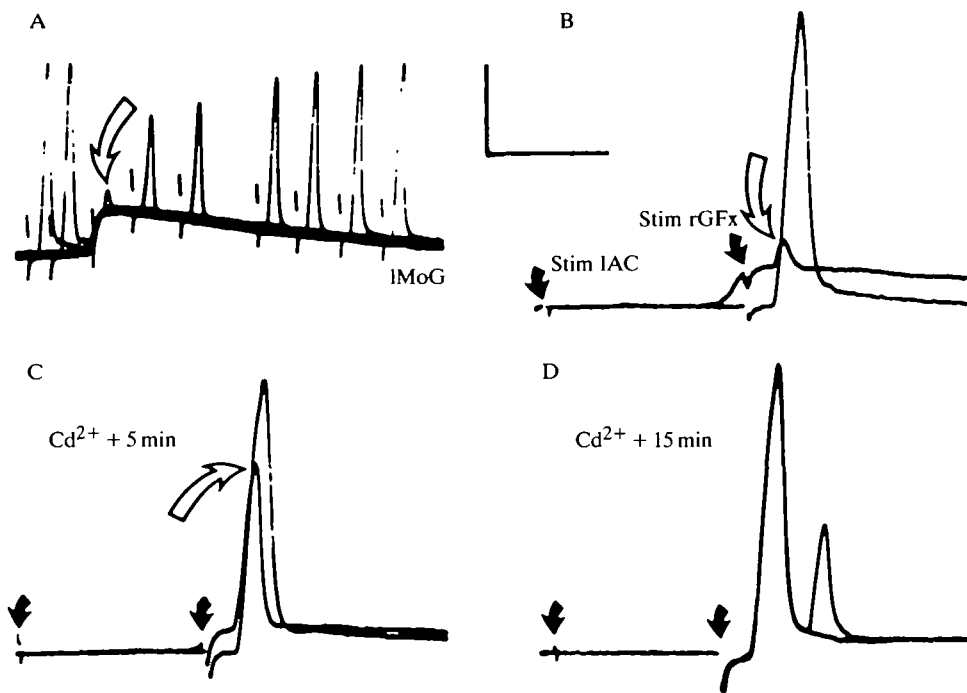 A
B
Stim rGFx
Stim lAC
lMoG
C
D
Cd2+ + 5 min
Cd2+ + 15 min